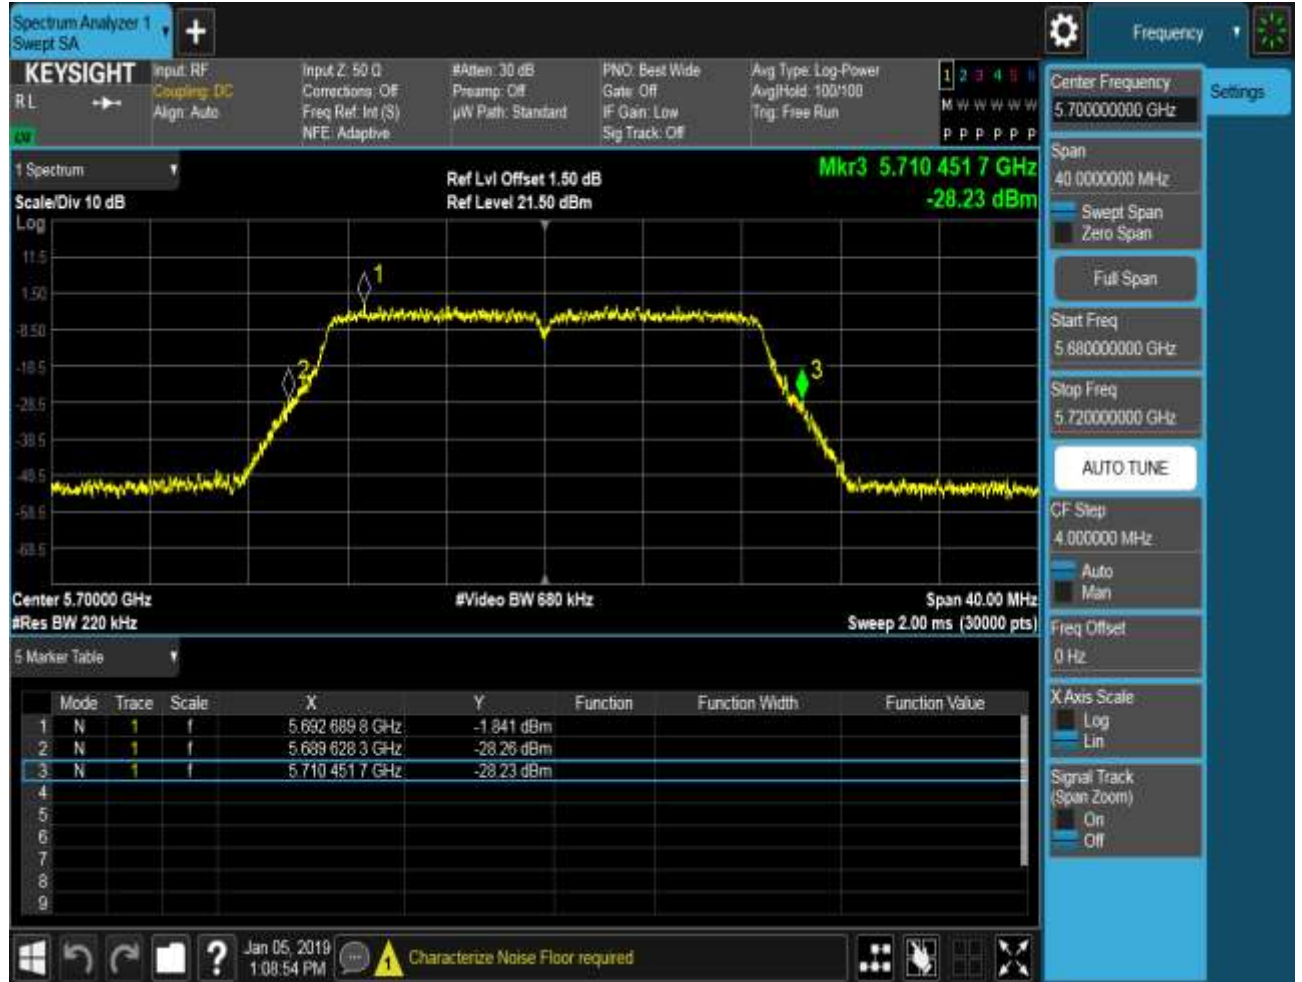 Spectrum Analyzer 1
Swept SA
+
Frequency
KEYSIGHT
RL
Input: RF
Coupling: DC
Align: Auto
Input Z: 50 Ω
Corrections: Off
Freq Ref: Int (S)
NFE: Adaptive
#Atten: 30 dB
Preamp: Off
µW Path: Standard
PNO: Best Wide
Gate: Off
IF Gain: Low
Sig Track: Off
Avg Type: Log-Power
Avg|Hold: 100/100
Trig: Free Run
1 2 3 4 5 6
M W W W W W
P P P P P P
1 Spectrum
Scale/Div 10 dB
Ref Lvl Offset 1.50 dB
Ref Level 21.50 dBm
Mkr3 5.710 451 7 GHz
-28.23 dBm
Log
11.5
1.50
-8.50
-18.5
-28.5
-38.5
-48.5
-58.5
-68.5
1
2
3
Center 5.70000 GHz
#Video BW 680 kHz
Span 40.00 MHz
#Res BW 220 kHz
Sweep 2.00 ms (30000 pts)
5 Marker Table
Mode Trace Scale X Y Function Function Width Function Value
1 N 1 f 5.692 689 8 GHz -1.841 dBm
2 N 1 f 5.689 628 3 GHz -28.26 dBm
3 N 1 f 5.710 451 7 GHz -28.23 dBm
4
5
6
7
8
9
Center Frequency
5.700000000 GHz
Settings
Span
40.0000000 MHz
Swept Span
Zero Span
Full Span
Start Freq
5.680000000 GHz
Stop Freq
5.720000000 GHz
AUTO TUNE
CF Step
4.000000 MHz
Auto
Man
Freq Offset
0 Hz
X Axis Scale
Log
Lin
Signal Track
(Span Zoom)
On
Off
?
Jan 05, 2019
1:08:54 PM
1
Characterize Noise Floor required